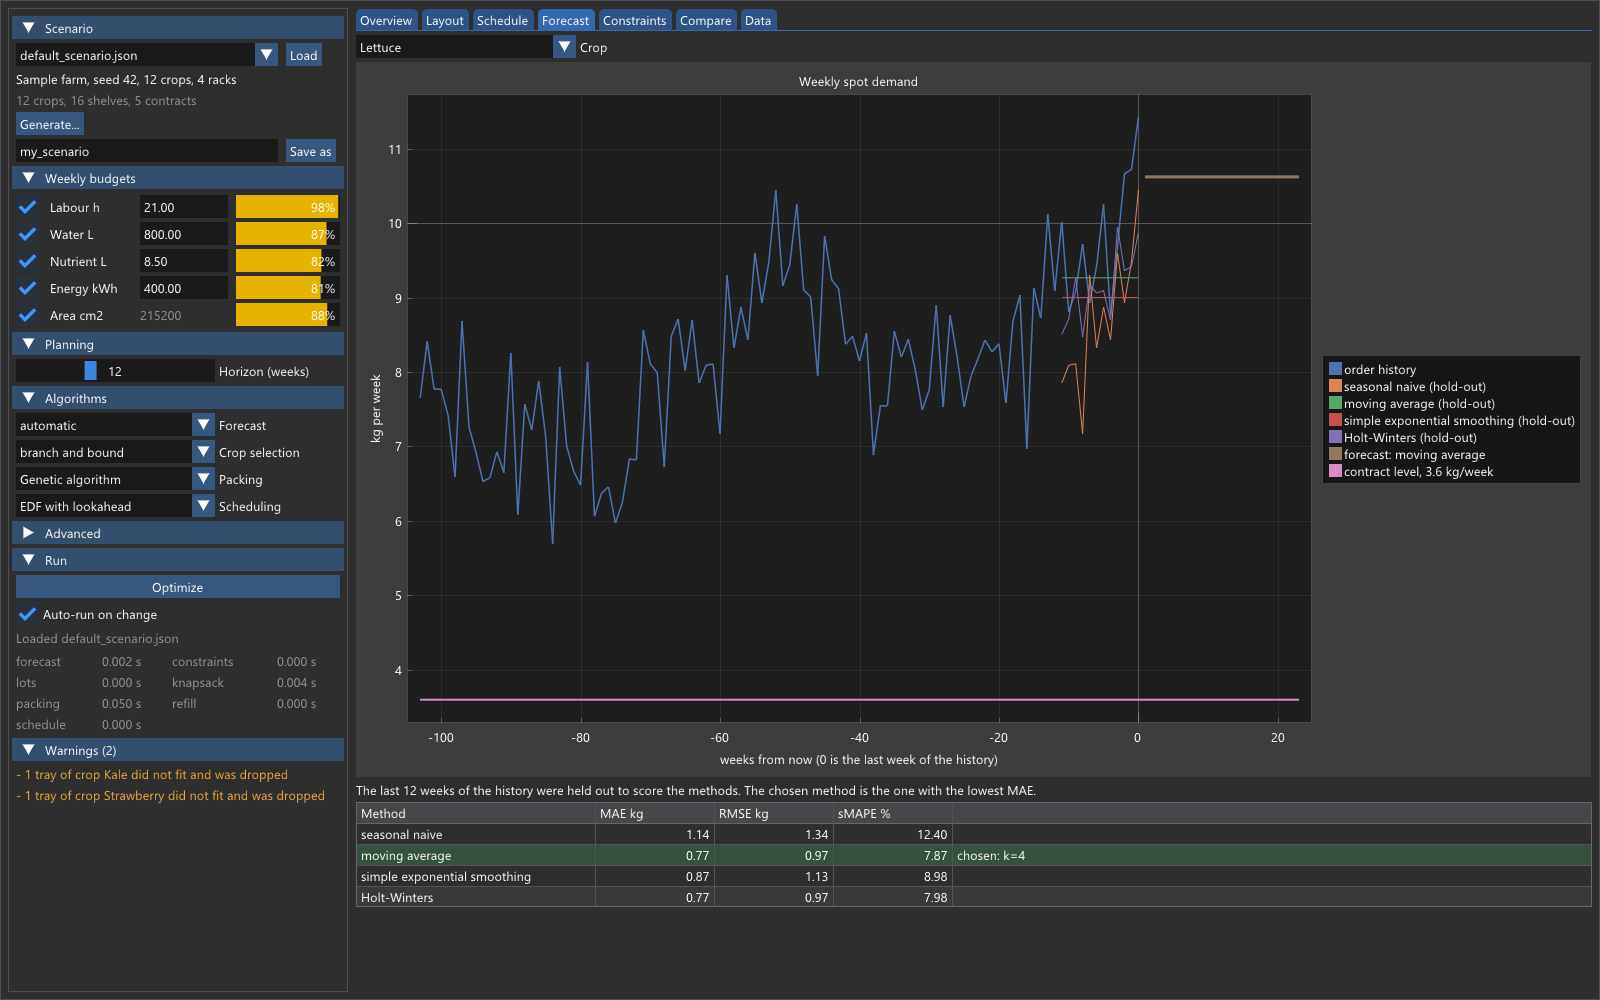 Scenario
default_scenario.json
Load
Sample farm, seed 42, 12 crops, 4 racks
12 crops, 16 shelves, 5 contracts
Generate...
my_scenario
Save as
Weekly budgets
Labour h 21.00 98%
Water L 800.00 87%
Nutrient L 8.50 82%
Energy kWh 400.00 81%
Area cm2 215200 88%
Planning
12 Horizon (weeks)
Algorithms
automatic Forecast
branch and bound Crop selection
Genetic algorithm Packing
EDF with lookahead Scheduling
Advanced
Run
Optimize
Auto-run on change
Loaded default_scenario.json
forecast 0.002 s constraints 0.000 s
lots 0.000 s knapsack 0.004 s
packing 0.050 s refill 0.000 s
schedule 0.000 s
Warnings (2)
- 1 tray of crop Kale did not fit and was dropped
- 1 tray of crop Strawberry did not fit and was dropped
Overview Layout Schedule Forecast Constraints Compare Data
Lettuce Crop
Weekly spot demand
11
10
9
8
7
6
5
4
kg per week
-100 -80 -60 -40 -20 0 20
weeks from now (0 is the last week of the history)
order history
seasonal naive (hold-out)
moving average (hold-out)
simple exponential smoothing (hold-out)
Holt-Winters (hold-out)
forecast: moving average
contract level, 3.6 kg/week
The last 12 weeks of the history were held out to score the methods. The chosen method is the one with the lowest MAE.
Method MAE kg RMSE kg sMAPE %
seasonal naive 1.14 1.34 12.40
moving average 0.77 0.97 7.87 chosen: k=4
simple exponential smoothing 0.87 1.13 8.98
Holt-Winters 0.77 0.97 7.98